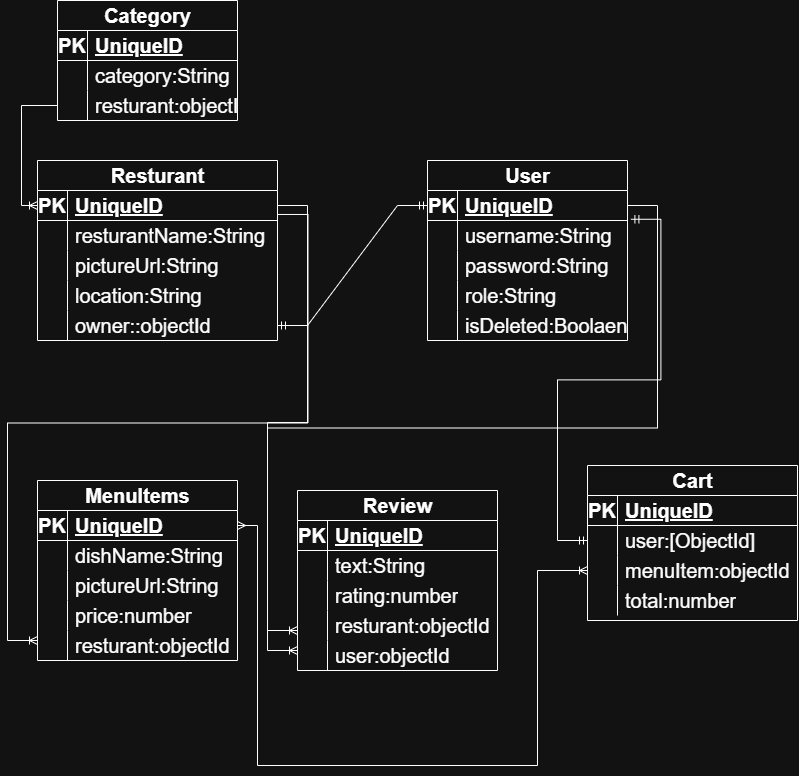 Category
PK UniqueID
category:String
resturant:objectI
Resturant
PK UniqueID
resturantName:String
pictureUrl:String
location:String
owner::objectId
User
PK UniqueID
username:String
password:String
role:String
isDeleted:Boolaen
MenuItems
PK UniqueID
dishName:String
pictureUrl:String
price:number
resturant:objectId
Review
PK UniqueID
text:String
rating:number
resturant:objectId
user:objectId
Cart
PK UniqueID
user:[ObjectId]
menuItem:objectId
total:number